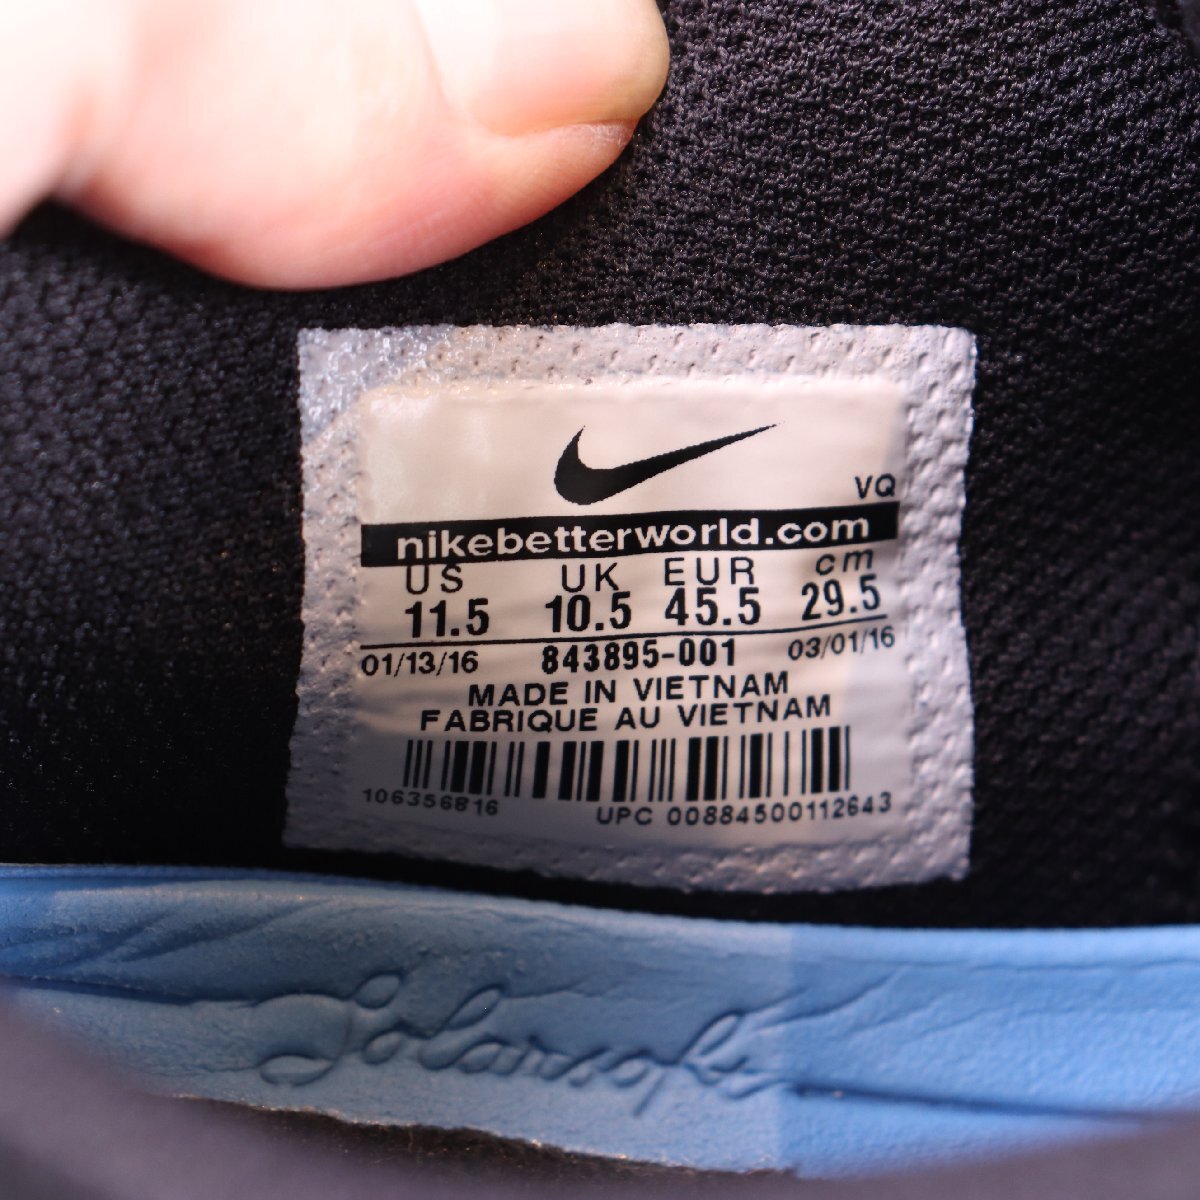 VQ
nikebetterworld.com
US UK EUR cm
11.5 10.5 45.5 29.5
01/13/16 843895-001 03/01/16
MADE IN VIETNAM
FABRIQUE AU VIETNAM
106356816
UPC 00884500112643